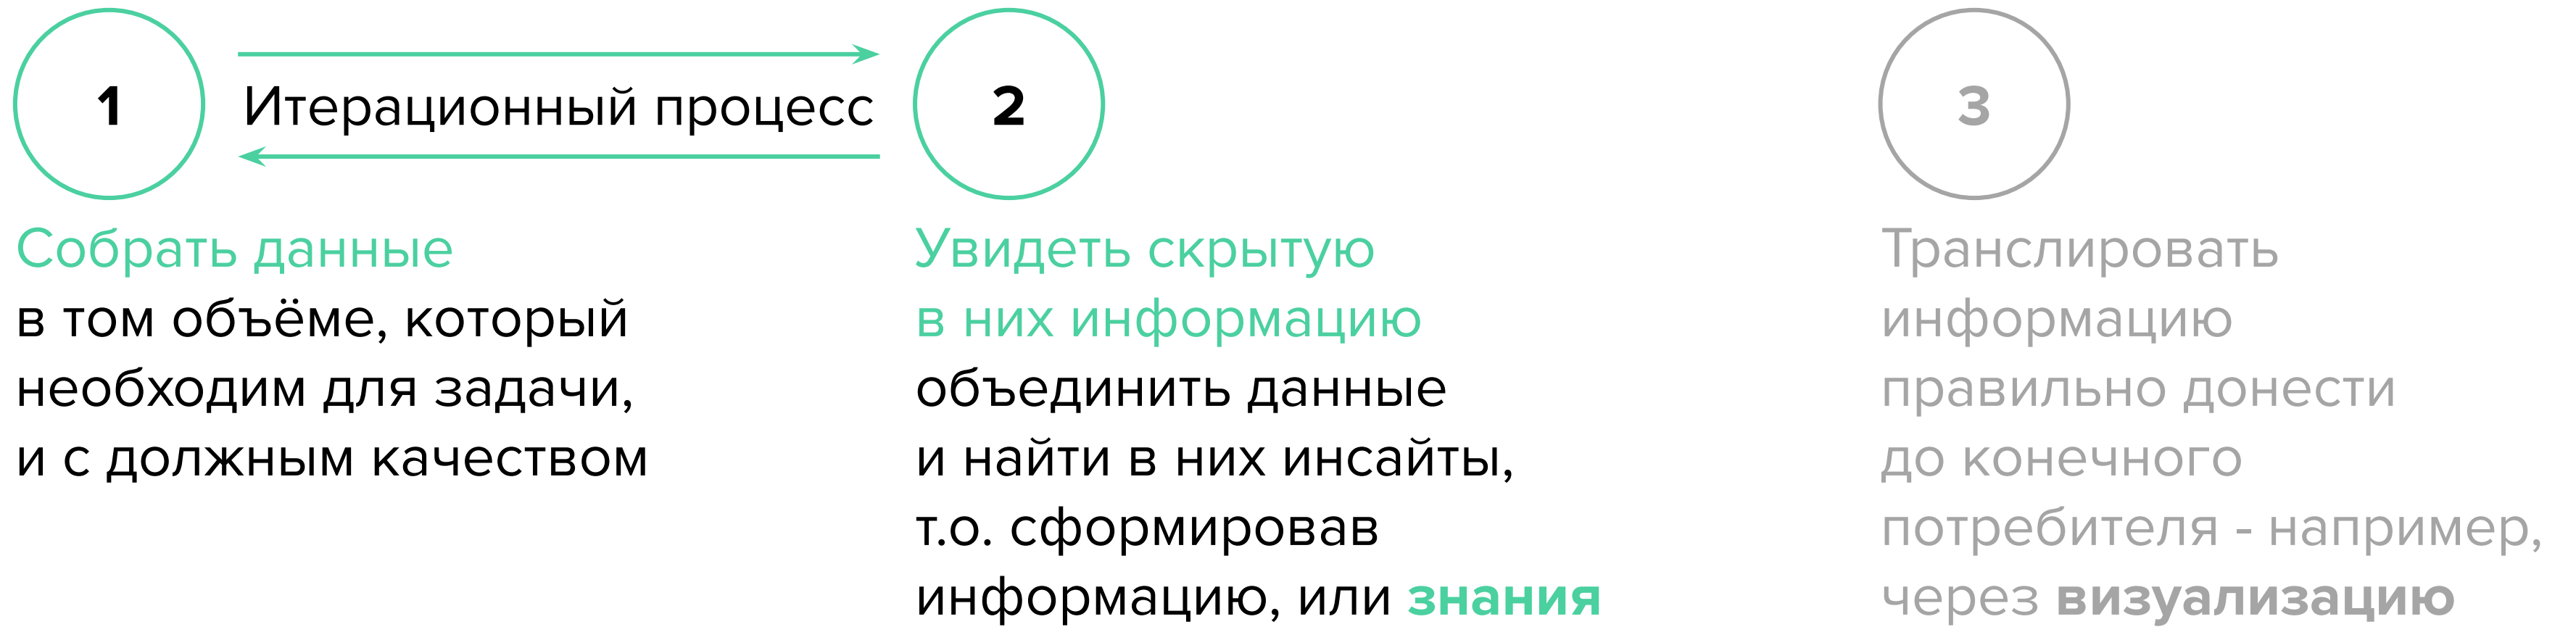 1
Итерационный процесс
2
3
Собрать данные
в том объёме, который
необходим для задачи,
и с должным качеством
Увидеть скрытую
в них информацию
объединить данные
и найти в них инсайты,
т.о. сформировав
информацию, или знания
Транслировать
информацию
правильно донести
до конечного
потребителя - например,
через визуализацию